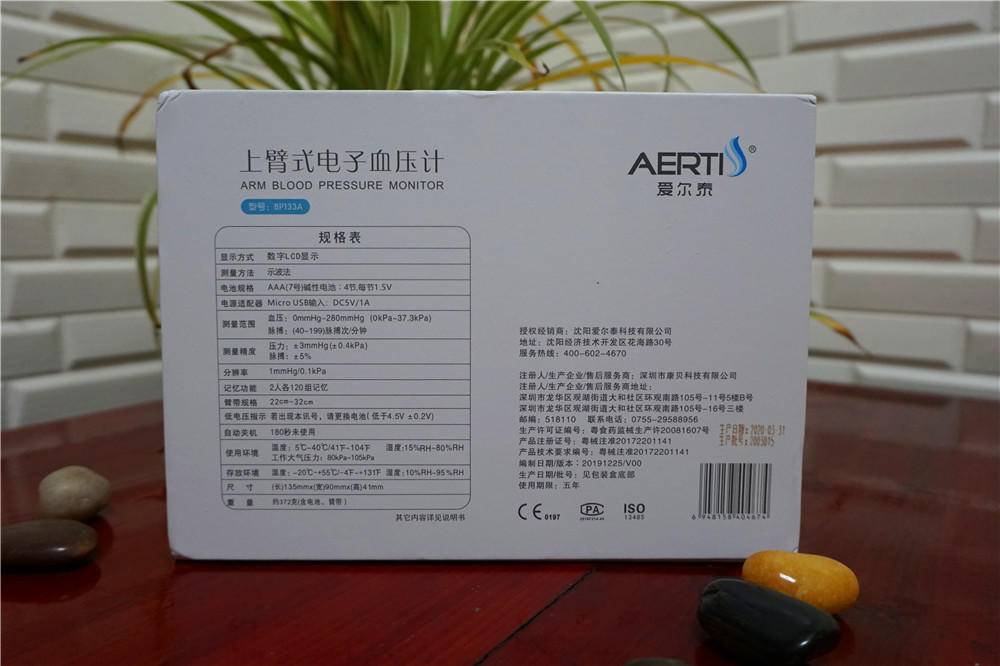 上臂式电子血压计
ARM BLOOD PRESSURE MONITOR
型号：BP133A
AERTIS®
爱尔泰
规格表
显示方式 数字LCD显示
测量方法 示波法
电池规格 AAA(7号)碱性电池：4节,每节1.5V
电源适配器 Micro USB输入：DC5V/1A
测量范围 血压：0mmHg~280mmHg (0kPa~37.3kPa)
脉搏：(40~199)脉搏次/分钟
测量精度 压力：±3mmHg(±0.4kPa)
脉搏：±5%
分辨率 1mmHg/0.1kPa
记忆功能 2人各120组记忆
臂带规格 22cm~32cm
低电压指示 若出现本讯号，请更换电池(低于4.5V ±0.2V)
自动关机 180秒未使用
使用环境 温度：5℃~40℃/41℉~104℉ 湿度:15%RH~80%RH
工作大气压力：80kPa~105kPa
存放环境 温度：-20℃~+55℃/-4℉~+131℉ 湿度:10%RH~95%RH
尺寸 (长)135mmx(宽)90mmx(高)41mm
重量 约372克(含电池、臂带)
其它内容详见说明书
授权经销商：沈阳爱尔泰科技有限公司
地址：沈阳经济技术开发区花海路30号
服务热线：400-602-4670
注册人/生产企业/售后服务商：深圳市康贝科技有限公司
注册人/生产企业/售后服务商地址：
深圳市龙华区观湖街道大和社区环观南路105号-11号5楼B号
深圳市龙华区观湖街道大和社区环观南路105号-16号三楼
邮编：518110 联系电话：0755-29588956
生产许可证编号：粤食药监械生产许20081607号
产品注册证号：粤械注准20172201141
产品技术要求编号：粤械注准20172201141
编制日期/版本：20191225/V00
生产日期/批号：见包装盒底部
使用期限：五年
生产日期：2020-03-31
生产批号：2003015
CE 0197
PA
ISO
13485
6948158404674